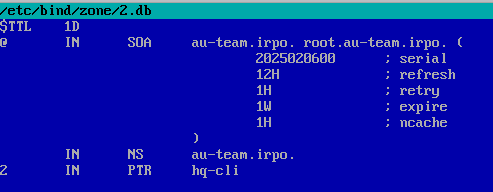 /etc/bind/zone/2.db
$TTL 1D
@ IN SOA au-team.irpo. root.au-team.irpo. (
2025020600 ; serial
12H ; refresh
1H ; retry
1W ; expire
1H ; ncache
)
IN NS au-team.irpo.
2 IN PTR hq-cli